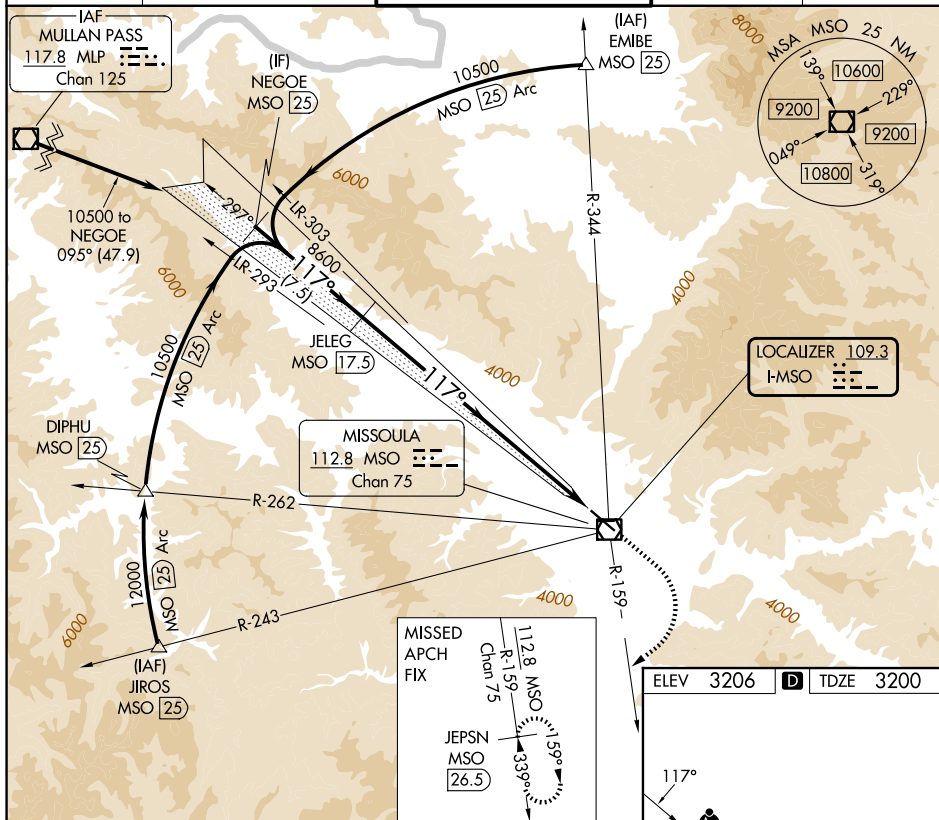 IAF
MULLAN PASS
117.8 MLP
Chan 125
(IF)
NEGOE
MSO 25
(IAF)
EMIBE
MSO 25
10500
MSO 25 Arc
8000
MSA MSO 25 NM
139°
10600
229°
9200
9200
049°
10800
319°
6000
10500 to
NEGOE
095° (47.9)
297°
LR-303
8600
LR-293
(7.5)
117°
R-344
6000
4000
10500
MSO 25 Arc
JELEG
MSO 17.5
117°
4000
LOCALIZER 109.3
I-MSO
DIPHU
MSO 25
MISSOULA
112.8 MSO
Chan 75
R-262
12000
MSO 25 Arc
R-243
R-159
4000
4000
6000
(IAF)
JIROS
MSO 25
MISSED
APCH
FIX
112.8 MSO
R-159
Chan 75
JEPSN
MSO
26.5
159°
339°
ELEV 3206 D TDZE 3200
117°